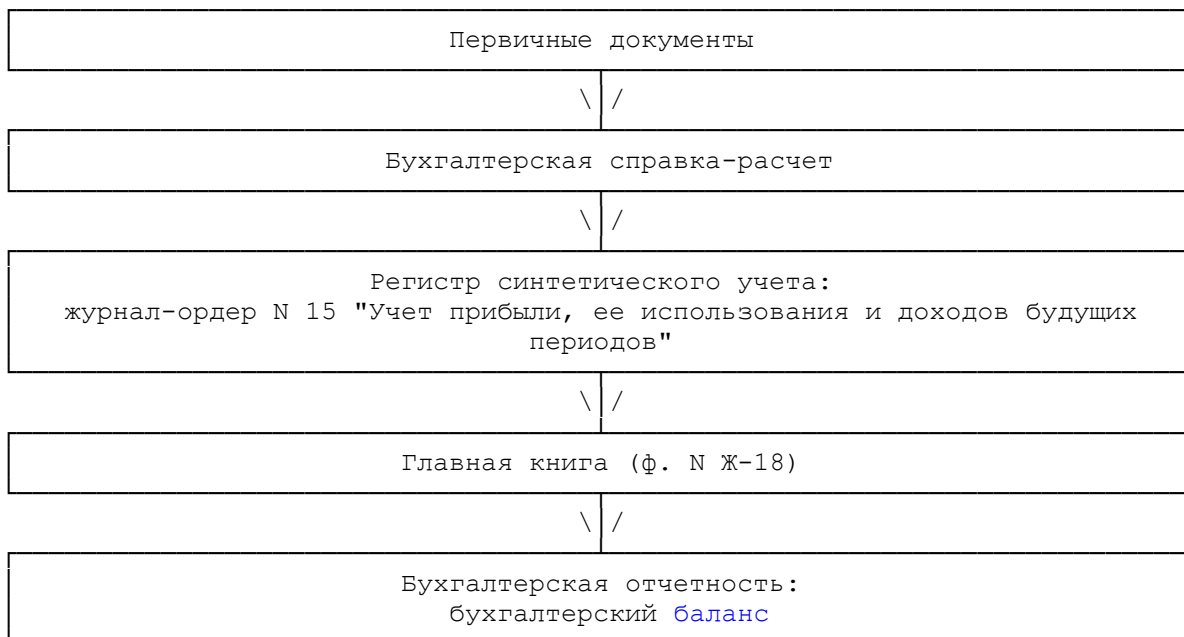 Первичные документы
Бухгалтерская справка-расчет
Регистр синтетического учета:
журнал-ордер N 15 "Учет прибыли, ее использования и доходов будущих
периодов"
Главная книга (ф. N Ж-18)
Бухгалтерская отчетность:
бухгалтерский баланс